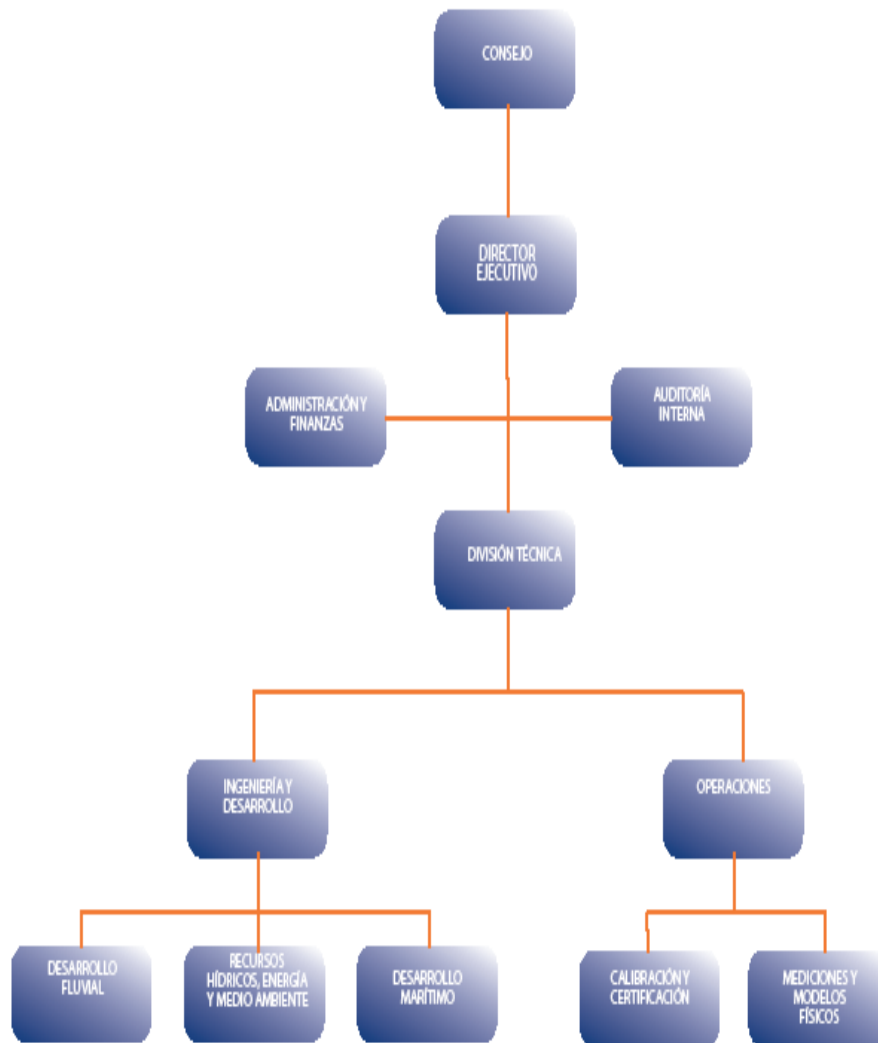 CONSEJO
DIRECTOR
EJECUTIVO
ADMINISTRACIÓN Y
FINANZAS
AUDITORÍA
INTERNA
DIVISIÓN TÉCNICA
INGENIERÍA Y
DESARROLLO
OPERACIONES
DESARROLLO
FLUVIAL
RECURSOS
HÍDRICOS, ENERGÍA
Y MEDIO AMBIENTE
DESARROLLO
MARÍTIMO
CALIBRACIÓN Y
CERTIFICACIÓN
MEDICIONES Y
MODELOS
FÍSICOS